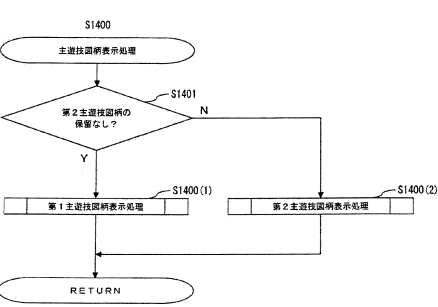 S1400
主遊技図柄表示処理
S1401
第2主遊技図柄の
保留なし?
N
Y
S1400(1)
第1主遊技図柄表示処理
S1400(2)
第2主遊技図柄表示処理
RETURN